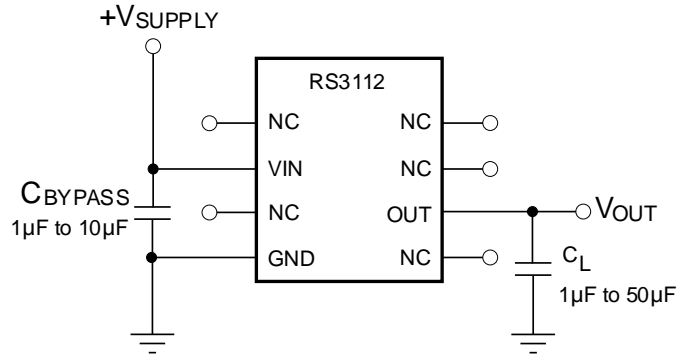 +VSUPPLY
RS3112
NC NC
VIN NC
CBYPASS
1µF to 10µF
NC OUT VOUT
GND NC
CL
1µF to 50µF